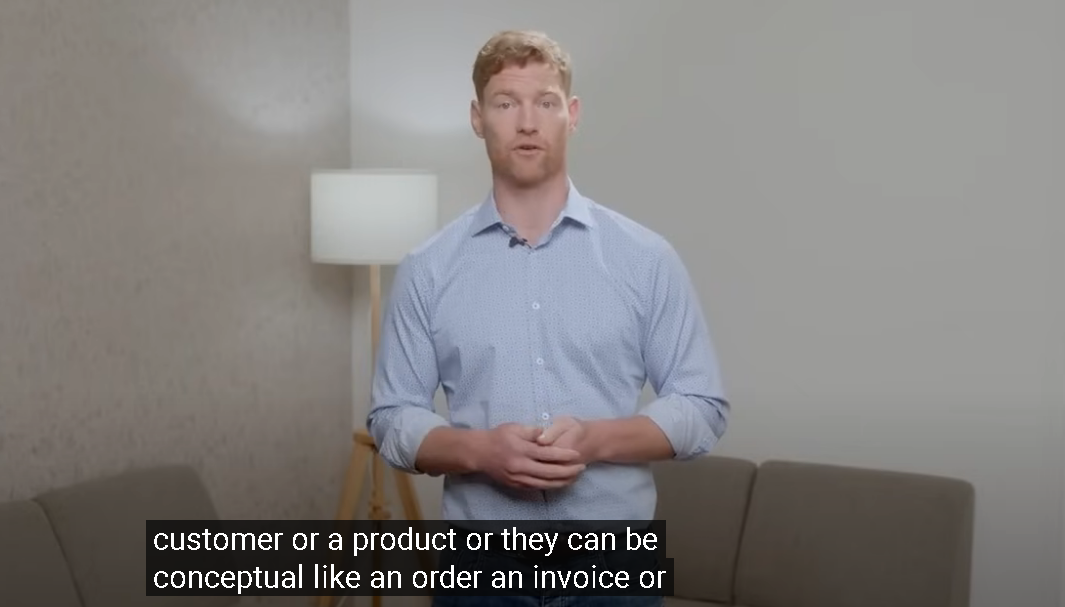 customer or a product or they can be
conceptual like an order an invoice or